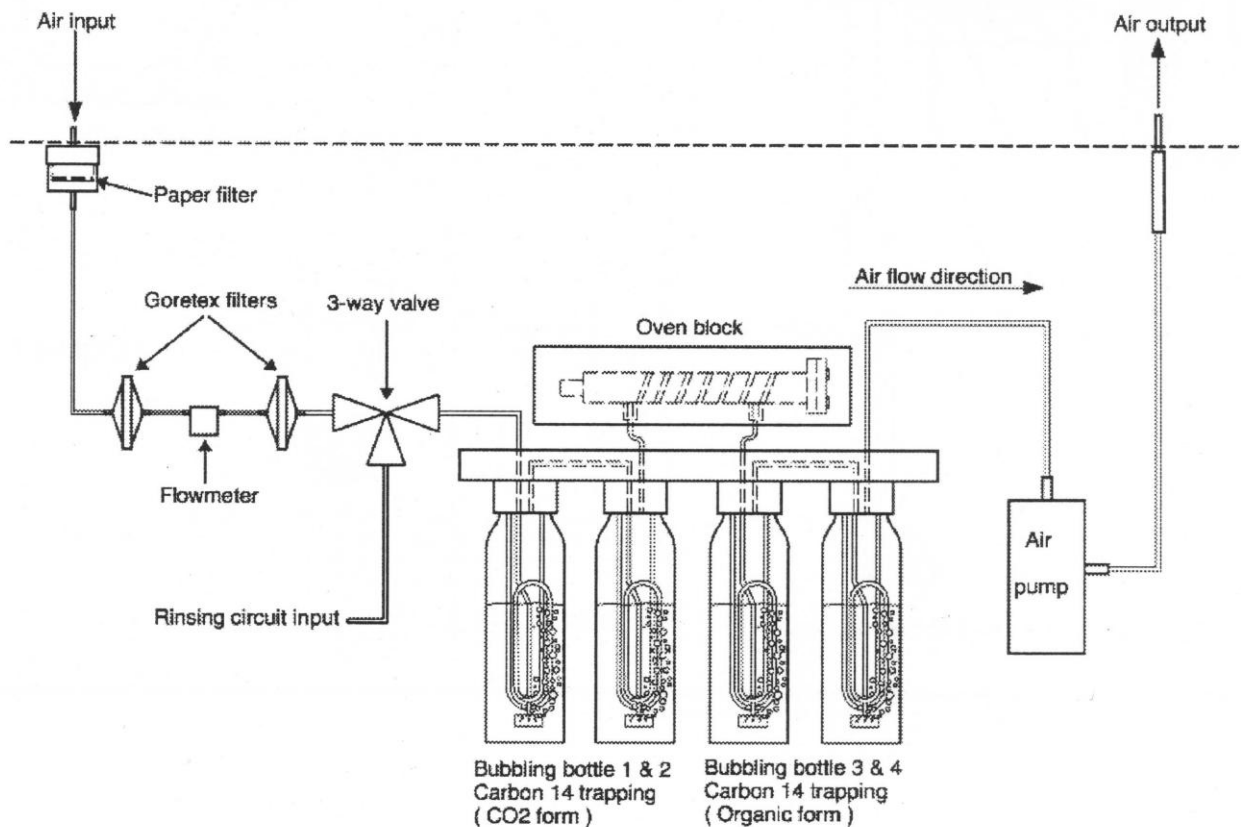 Air input
Air output
Paper filter
Air flow direction
Goretex filters
3-way valve
Oven block
Flowmeter
Air
pump
Rinsing circuit input
Bubbling bottle 1 & 2
Carbon 14 trapping
( CO2 form )
Bubbling bottle 3 & 4
Carbon 14 trapping
( Organic form )